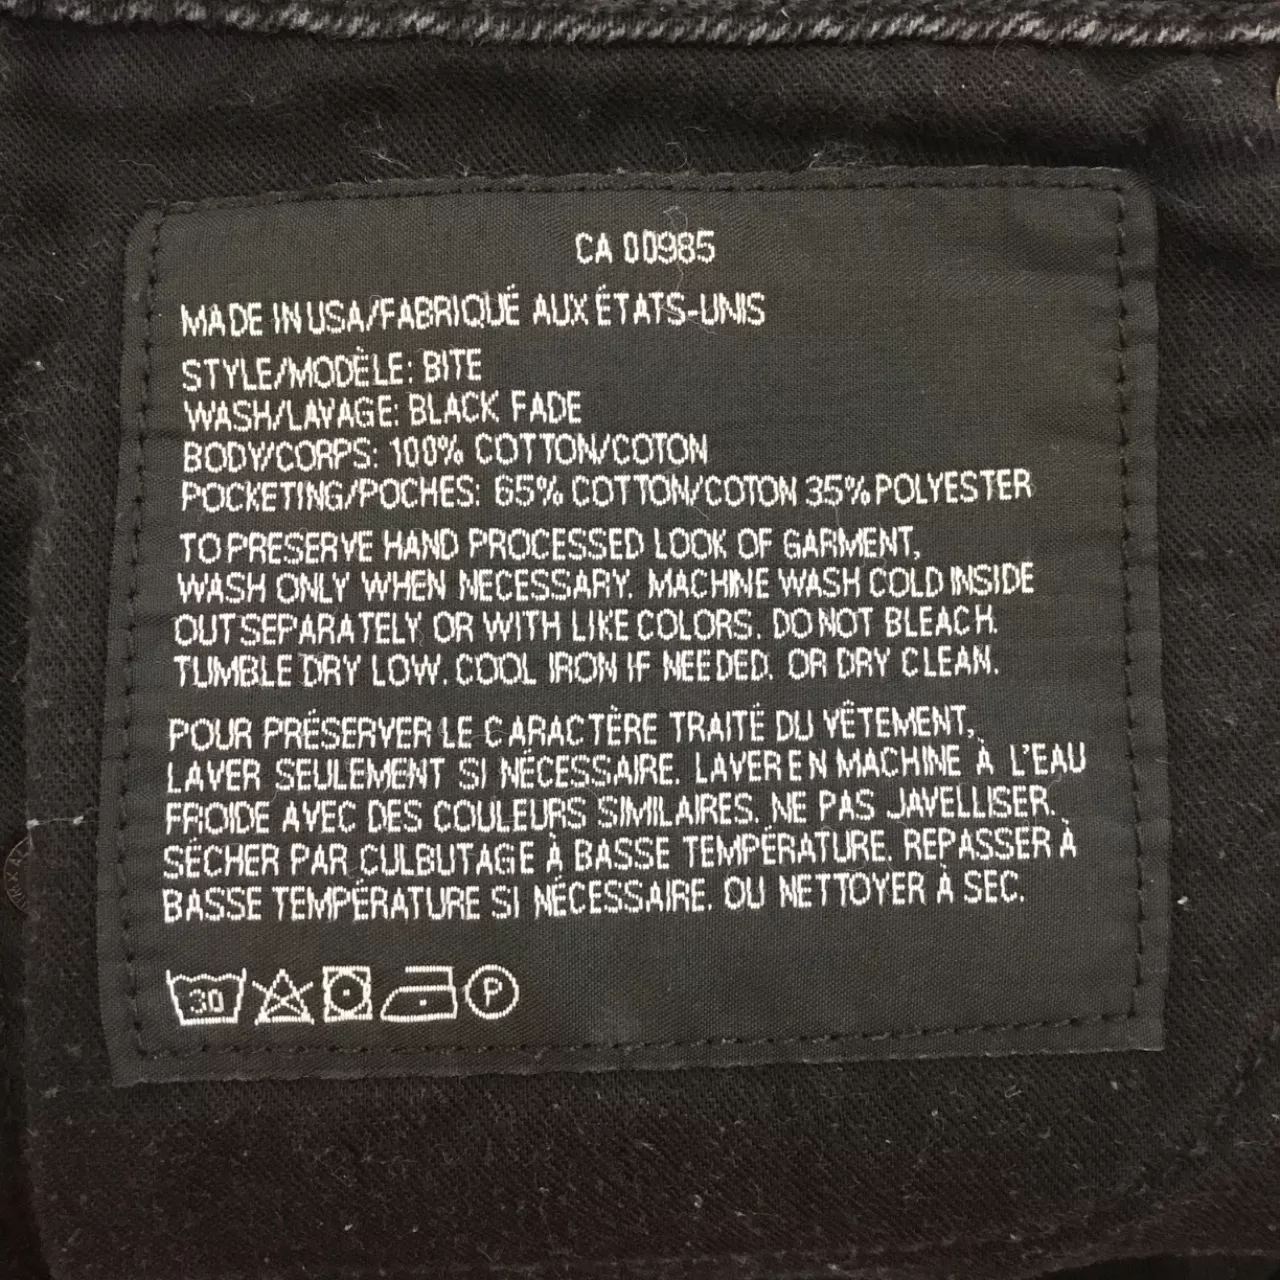 CA 00985
MADE IN USA/FABRIQUÉ AUX ÉTATS-UNIS
STYLE/MODÈLE: BITE
WASH/LAVAGE: BLACK FADE
BODY/CORPS: 100% COTTON/COTON
POCKETING/POCHES: 65% COTTON/COTON 35% POLYESTER
TO PRESERVE HAND PROCESSED LOOK OF GARMENT,
WASH ONLY WHEN NECESSARY. MACHINE WASH COLD INSIDE
OUT SEPARATELY OR WITH LIKE COLORS. DO NOT BLEACH.
TUMBLE DRY LOW. COOL IRON IF NEEDED. OR DRY CLEAN.
POUR PRÉSERVER LE CARACTÈRE TRAITÉ DU VÊTEMENT,
LAVER SEULEMENT SI NÉCESSAIRE. LAVER EN MACHINE À L'EAU
FROIDE AVEC DES COULEURS SIMILAIRES. NE PAS JAVELLISER.
SÉCHER PAR CULBUTAGE À BASSE TEMPÉRATURE. REPASSER À
BASSE TEMPÉRATURE SI NÉCESSAIRE. OU NETTOYER À SEC.
30 P